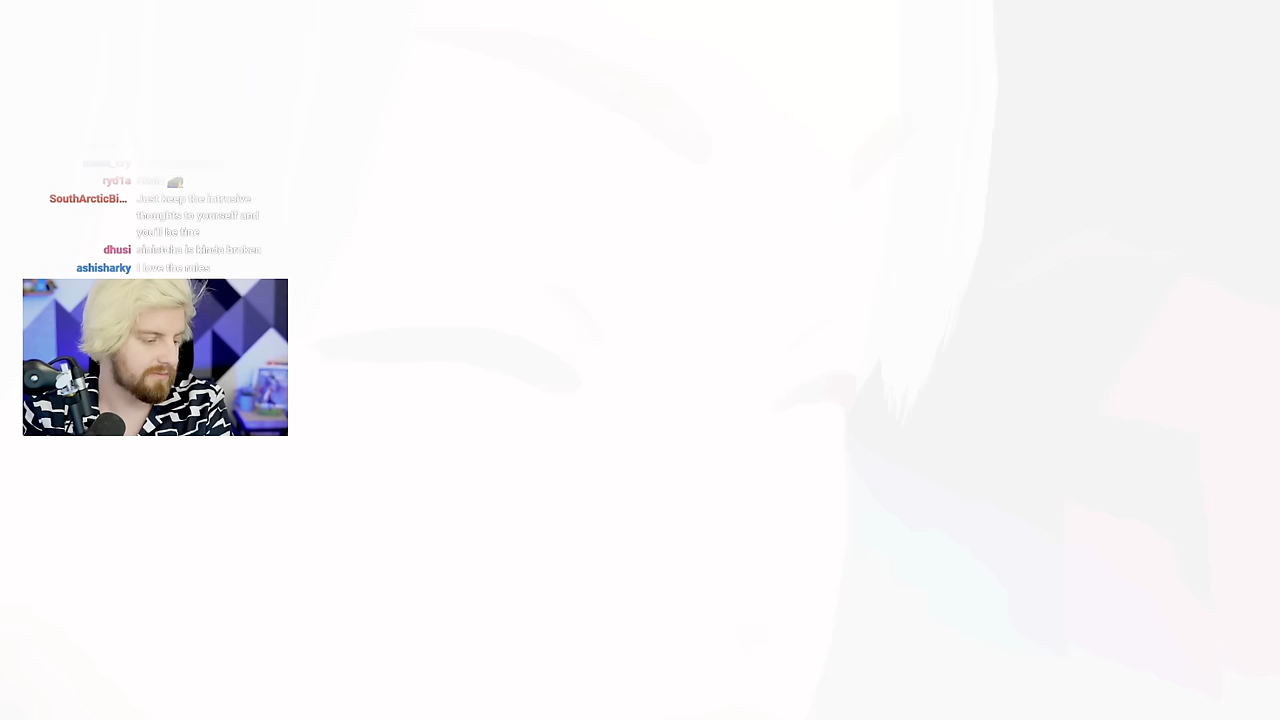 ryd1a
SouthArcticBi... Just keep the intrusive
thoughts to yourself and
you'll be fine
dhusi sinistcha is kinda broken
ashisharky I love the rules